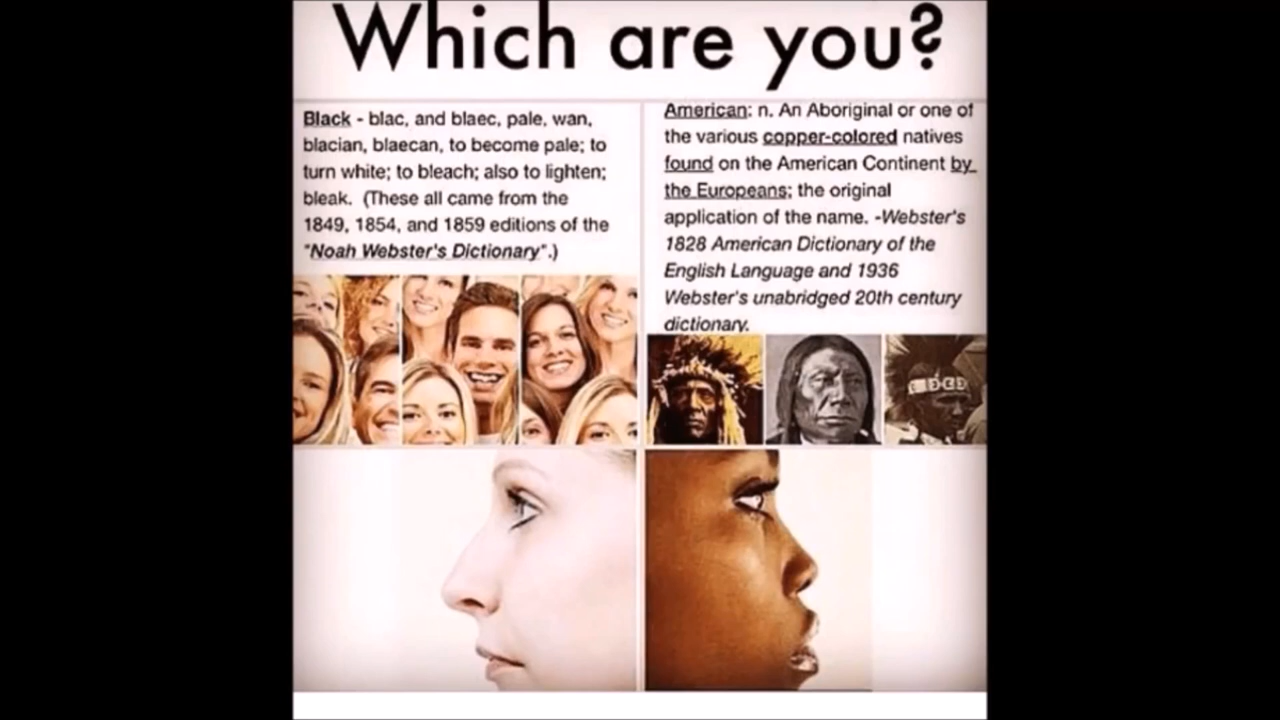 Which are you?
Black - blac, and blaec, pale, wan,
blacian, blaecan, to become pale; to
turn white; to bleach; also to lighten;
bleak. (These all came from the
1849, 1854, and 1859 editions of the
"Noah Webster's Dictionary".)
American: n. An Aboriginal or one of
the various copper-colored natives
found on the American Continent by
the Europeans; the original
application of the name. -Webster's
1828 American Dictionary of the
English Language and 1936
Webster's unabridged 20th century
dictionary.